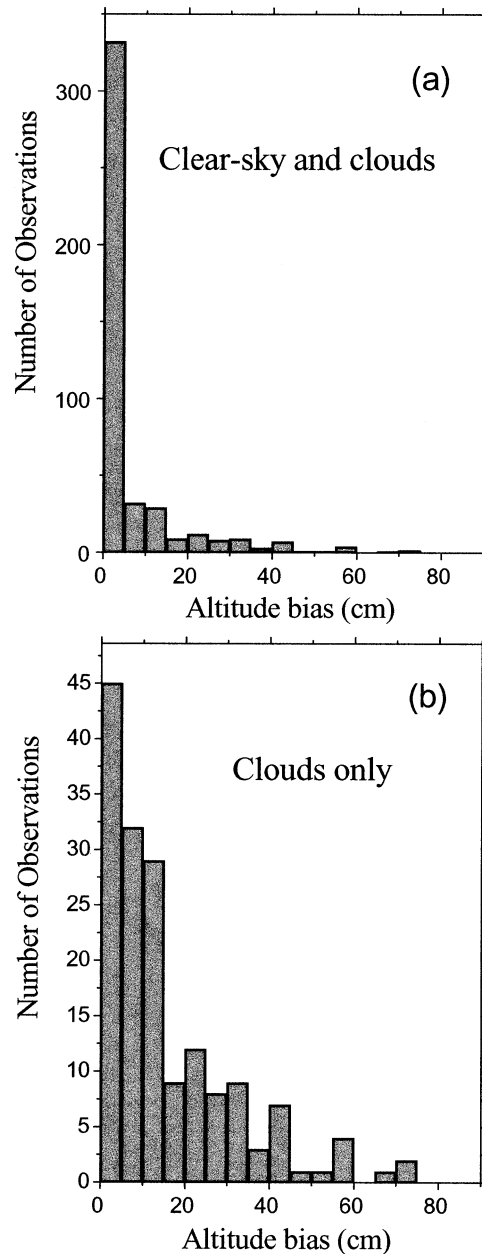 (a)
Clear-sky and clouds
Number of Observations
300
200
100
0
0 20 40 60 80
Altitude bias (cm)
(b)
Clouds only
Number of Observations
45
40
35
30
25
20
15
10
5
0
0 20 40 60 80
Altitude bias (cm)